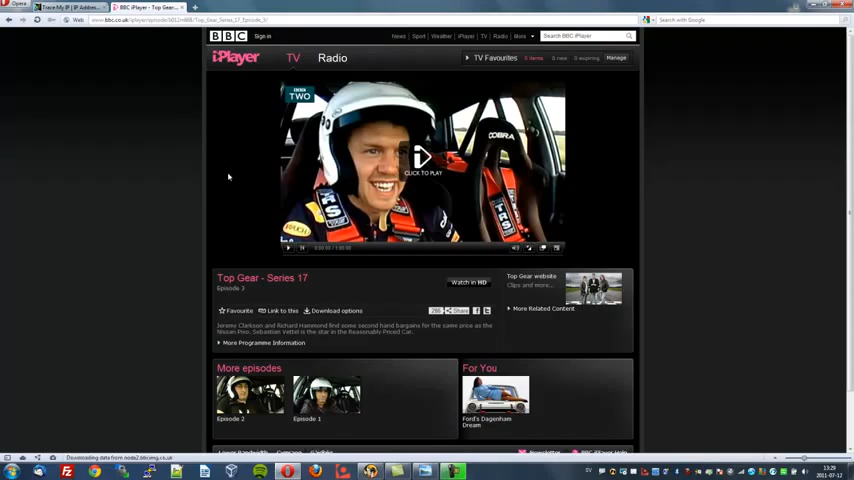 Opera
Trace My IP | IP Address...
BBC iPlayer - Top Gear:...
Web
www.bbc.co.uk
Search with Google
BBC
Sign in
News
Sport
Weather
iPlayer
TV
Radio
More
Search BBC iPlayer
iPlayer
TV
Radio
TV Favourites
0 items
0 new
0 expiring
Manage
BBC
TWO
COBRA
TRS
TRS
CLICK TO PLAY
Top Gear - Series 17
Episode 3
Watch in HD
Top Gear website
Clips and more...
More Related Content
Favourite
Link to this
Download options
286
Share
Jeremy Clarkson and Richard Hammond find some second hand bargains for the same price as the
Nissan Pixo. Sebastian Vettel is the star in the Reasonably Priced Car.
More Programme Information
More episodes
Episode 2
Episode 1
For You
Ford's Dagenham
Dream
Downloading data from node2.bbcimg.co.uk
SV
13:29
2011-07-12